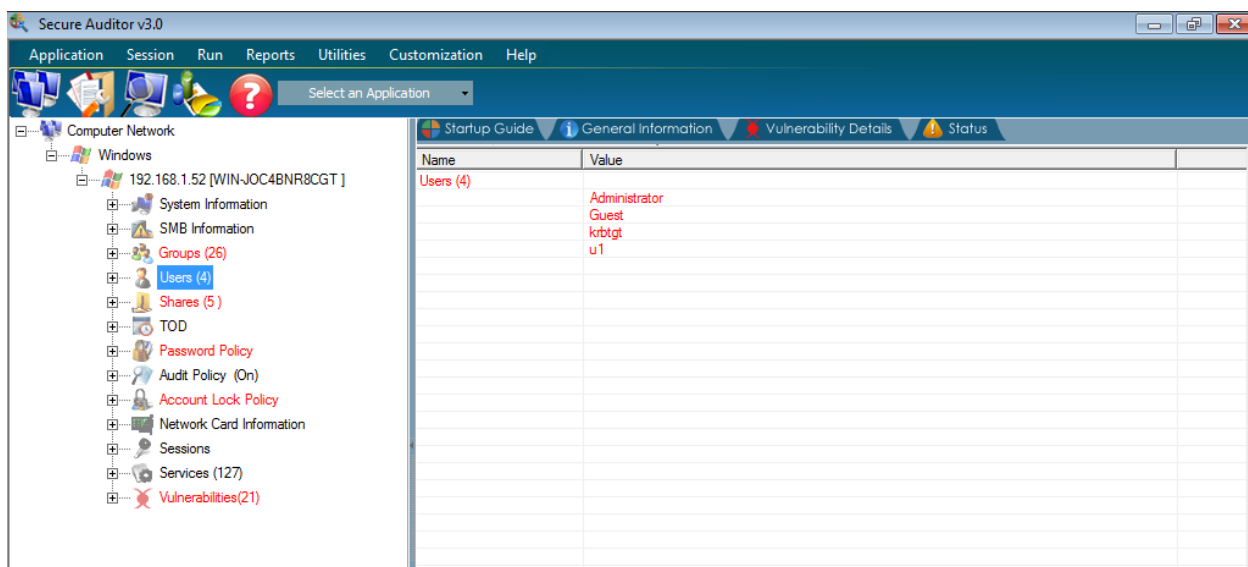 Secure Auditor v3.0
Application Session Run Reports Utilities Customization Help
Select an Application
Computer Network
Windows
192.168.1.52 [WIN-JOC4BNR8CGT ]
System Information
SMB Information
Groups (26)
Users (4)
Shares (5 )
TOD
Password Policy
Audit Policy (On)
Account Lock Policy
Network Card Information
Sessions
Services (127)
Vulnerabilities(21)
Startup Guide General Information Vulnerability Details Status
Name Value
Users (4)
Administrator
Guest
krbtgt
u1